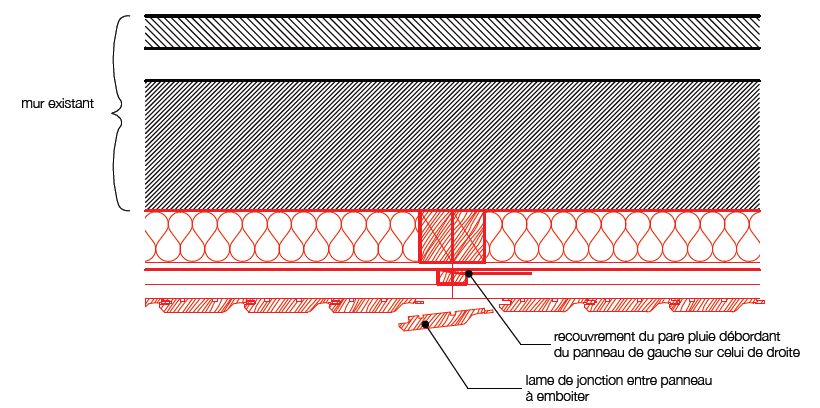 mur existant
recouvrement du pare pluie débordant
du panneau de gauche sur celui de droite
lame de jonction entre panneau
à emboiter